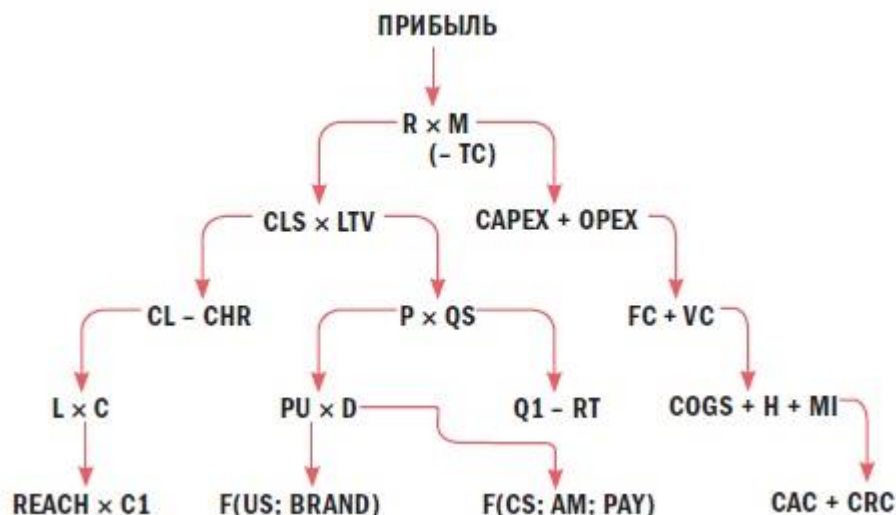 ПРИБЫЛЬ
R × M
(– TC)
CLS × LTV
CAPEX + OPEX
CL – CHR
P × QS
FC + VC
L × C
PU × D
Q1 – RT
COGS + H + MI
REACH × C1
F(US; BRAND)
F(CS; AM; PAY)
CAC + CRC